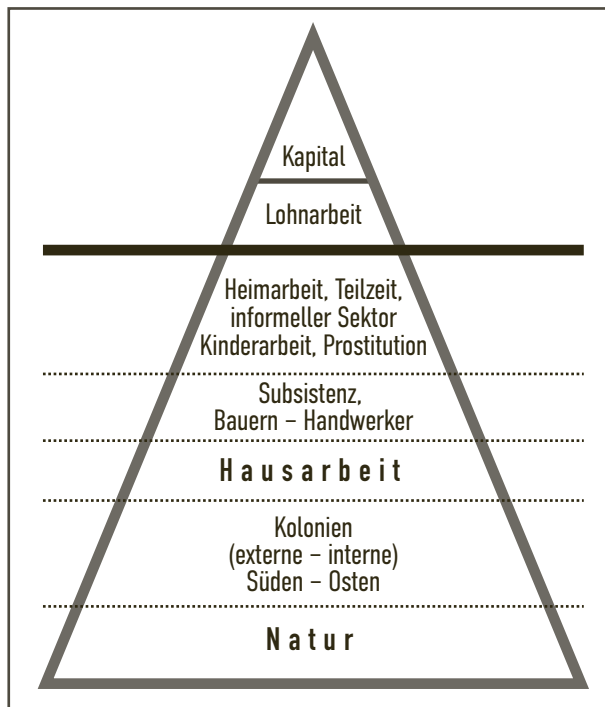 Kapital
Lohnarbeit
Heimarbeit, Teilzeit,
informeller Sektor
Kinderarbeit, Prostitution
Subsistenz,
Bauern – Handwerker
Hausarbeit
Kolonien
(externe – interne)
Süden – Osten
Natur